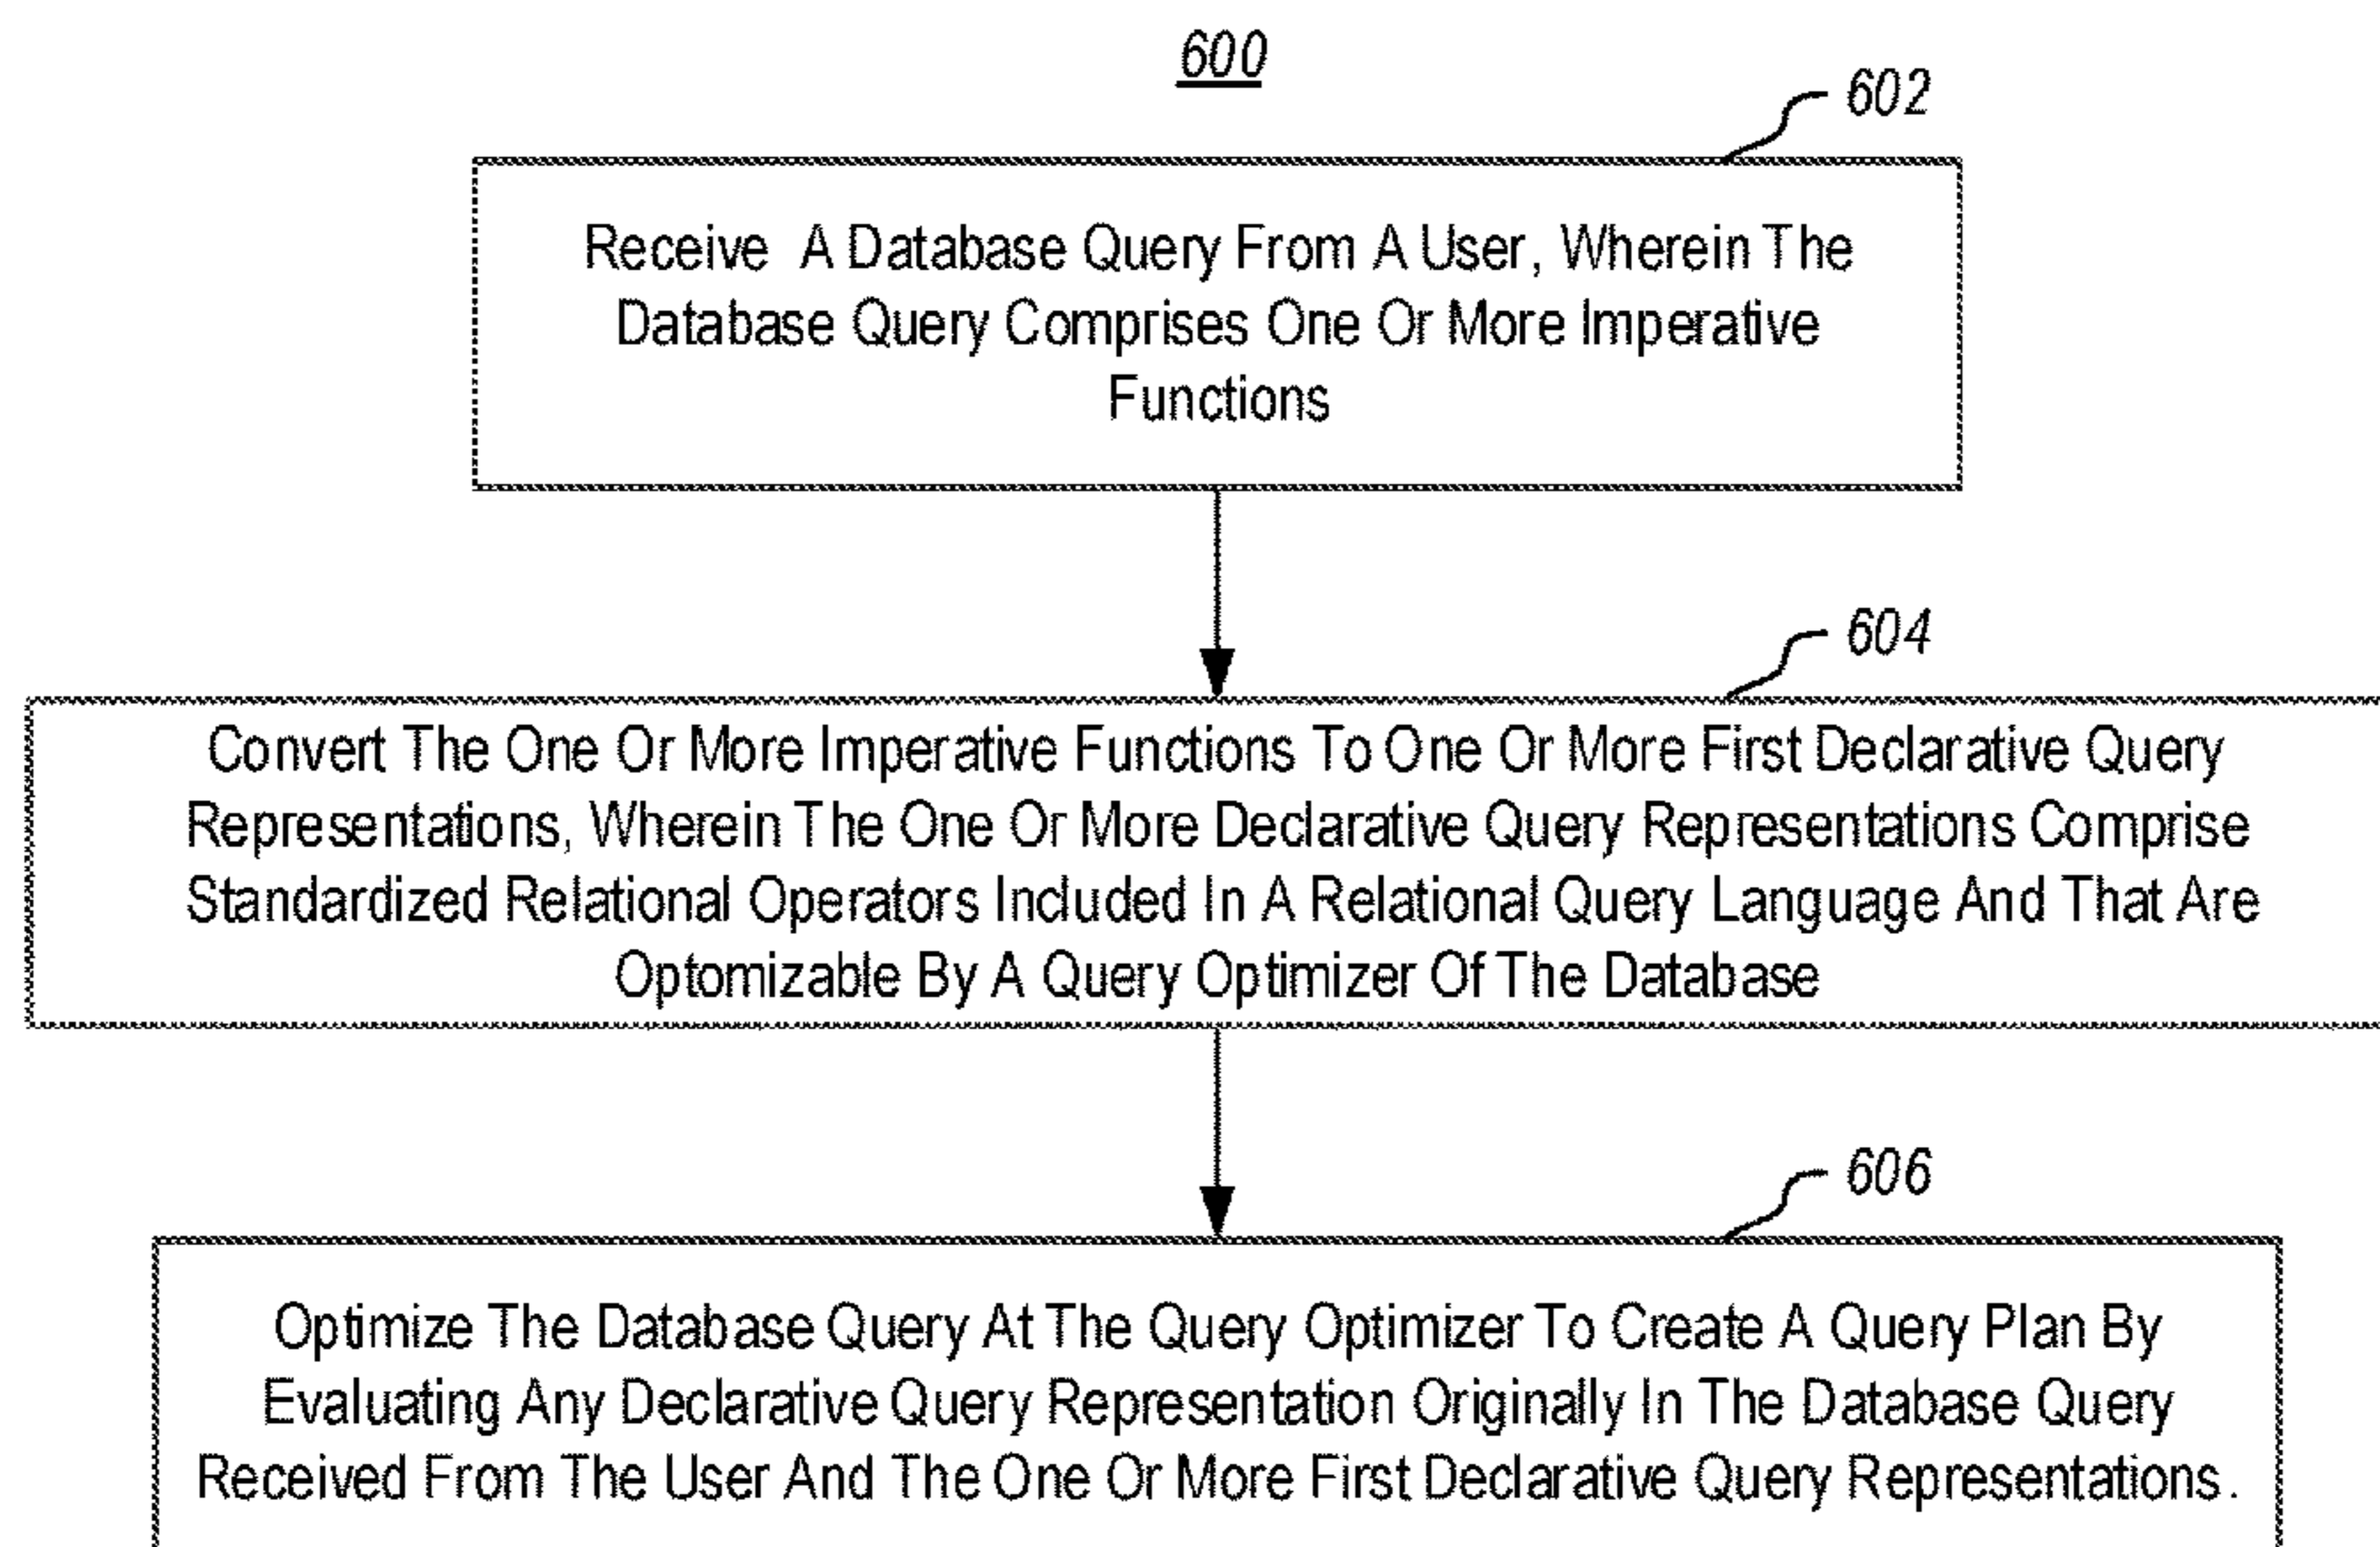 600
602
Receive A Database Query From A User, Wherein The
Database Query Comprises One Or More Imperative
Functions
604
Convert The One Or More Imperative Functions To One Or More First Declarative Query
Representations, Wherein The One Or More Declarative Query Representations Comprise
Standardized Relational Operators Included In A Relational Query Language And That Are
Optomizable By A Query Optimizer Of The Database
606
Optimize The Database Query At The Query Optimizer To Create A Query Plan By
Evaluating Any Declarative Query Representation Originally In The Database Query
Received From The User And The One Or More First Declarative Query Representations.